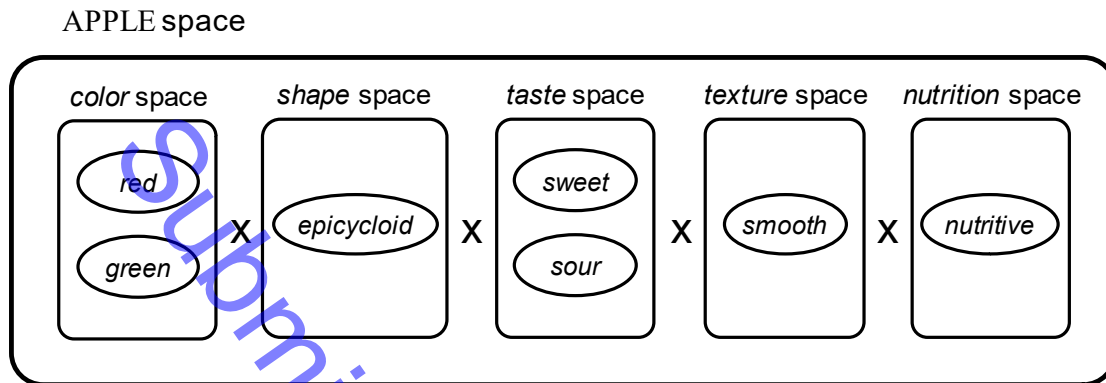 APPLE space
color space shape space taste space texture space nutrition space
red sweet
x epicycloid x x smooth x nutritive
green sour
Submi